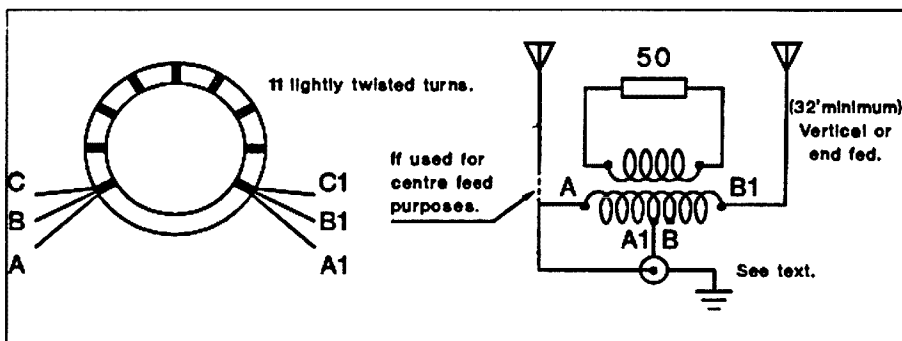 11 lightly twisted turns.
C
B
A
C1
B1
A1
If used for
centre feed
purposes.
50
A
B1
A1 B
(32'minimum)
Vertical or
end fed.
See text.